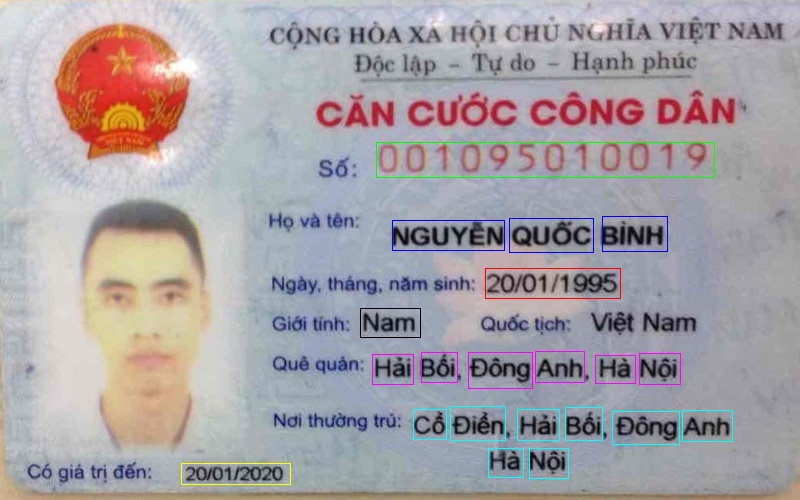 CỘNG HÒA XÃ HỘI CHỦ NGHĨA VIỆT NAM
Độc lập - Tự do - Hạnh phúc
CĂN CƯỚC CÔNG DÂN
Số: 001095010019
Họ và tên: NGUYỄN QUỐC BÌNH
Ngày, tháng, năm sinh: 20/01/1995
Giới tính: Nam Quốc tịch: Việt Nam
Quê quán: Hải Bối, Đông Anh, Hà Nội
Nơi thường trú: Cổ Điển, Hải Bối, Đông Anh
Hà Nội
Có giá trị đến: 20/01/2020